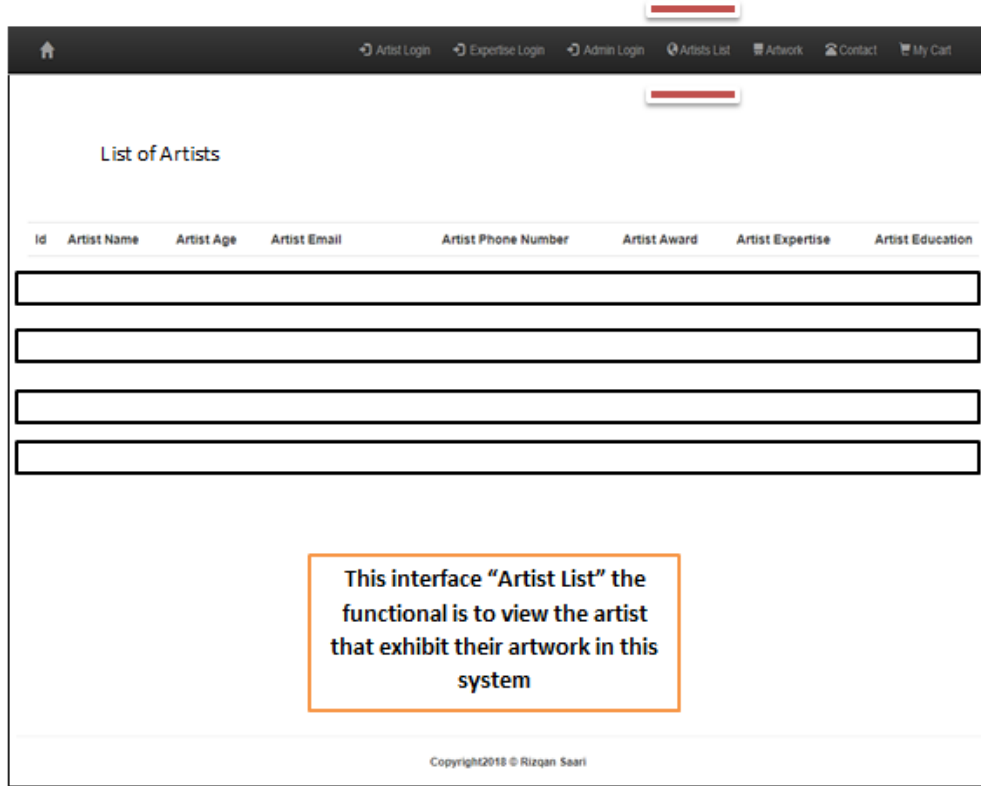 Artist Login Expertise Login Admin Login Artists List Artwork Contact My Cart
List of Artists
Id Artist Name Artist Age Artist Email Artist Phone Number Artist Award Artist Expertise Artist Education
This interface “Artist List” the
functional is to view the artist
that exhibit their artwork in this
system
Copyright2018 © Rizqan Saari